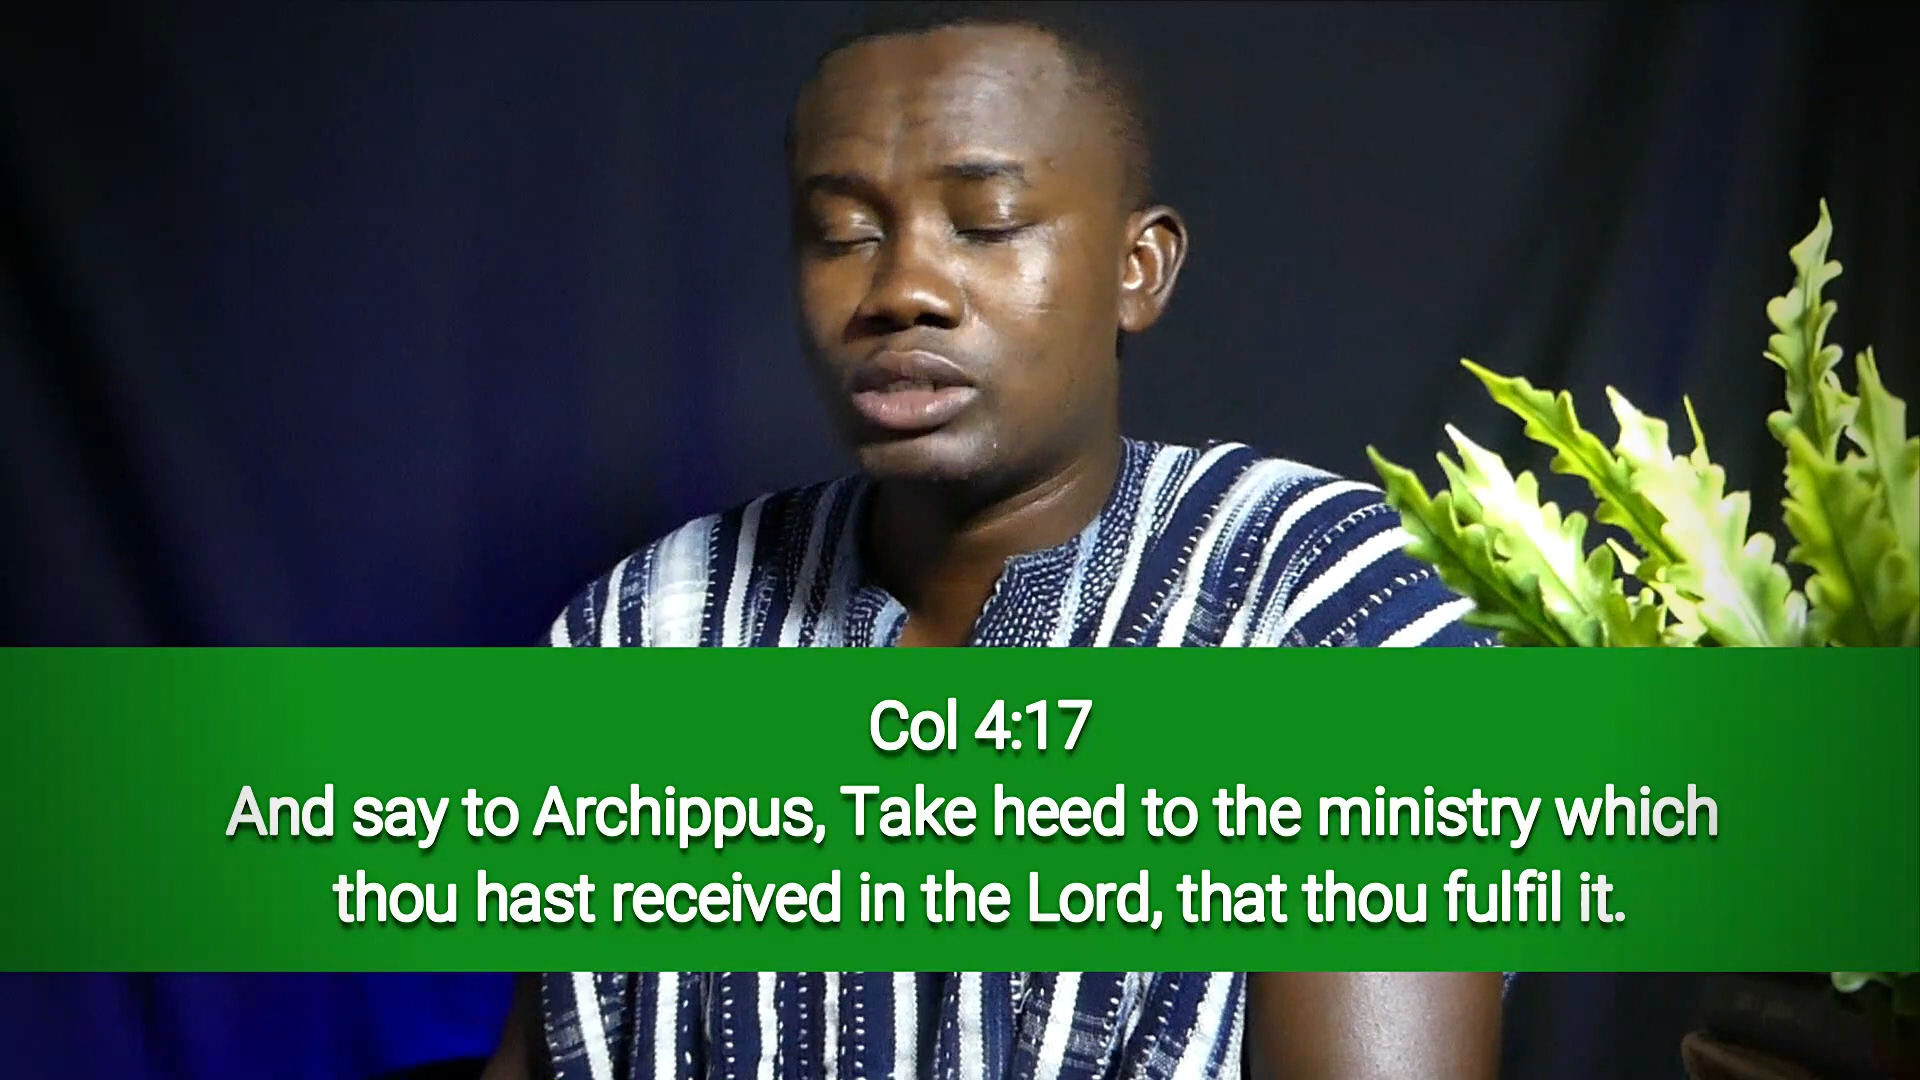 Col 4:17
And say to Archippus, Take heed to the ministry which
thou hast received in the Lord, that thou fulfil it.